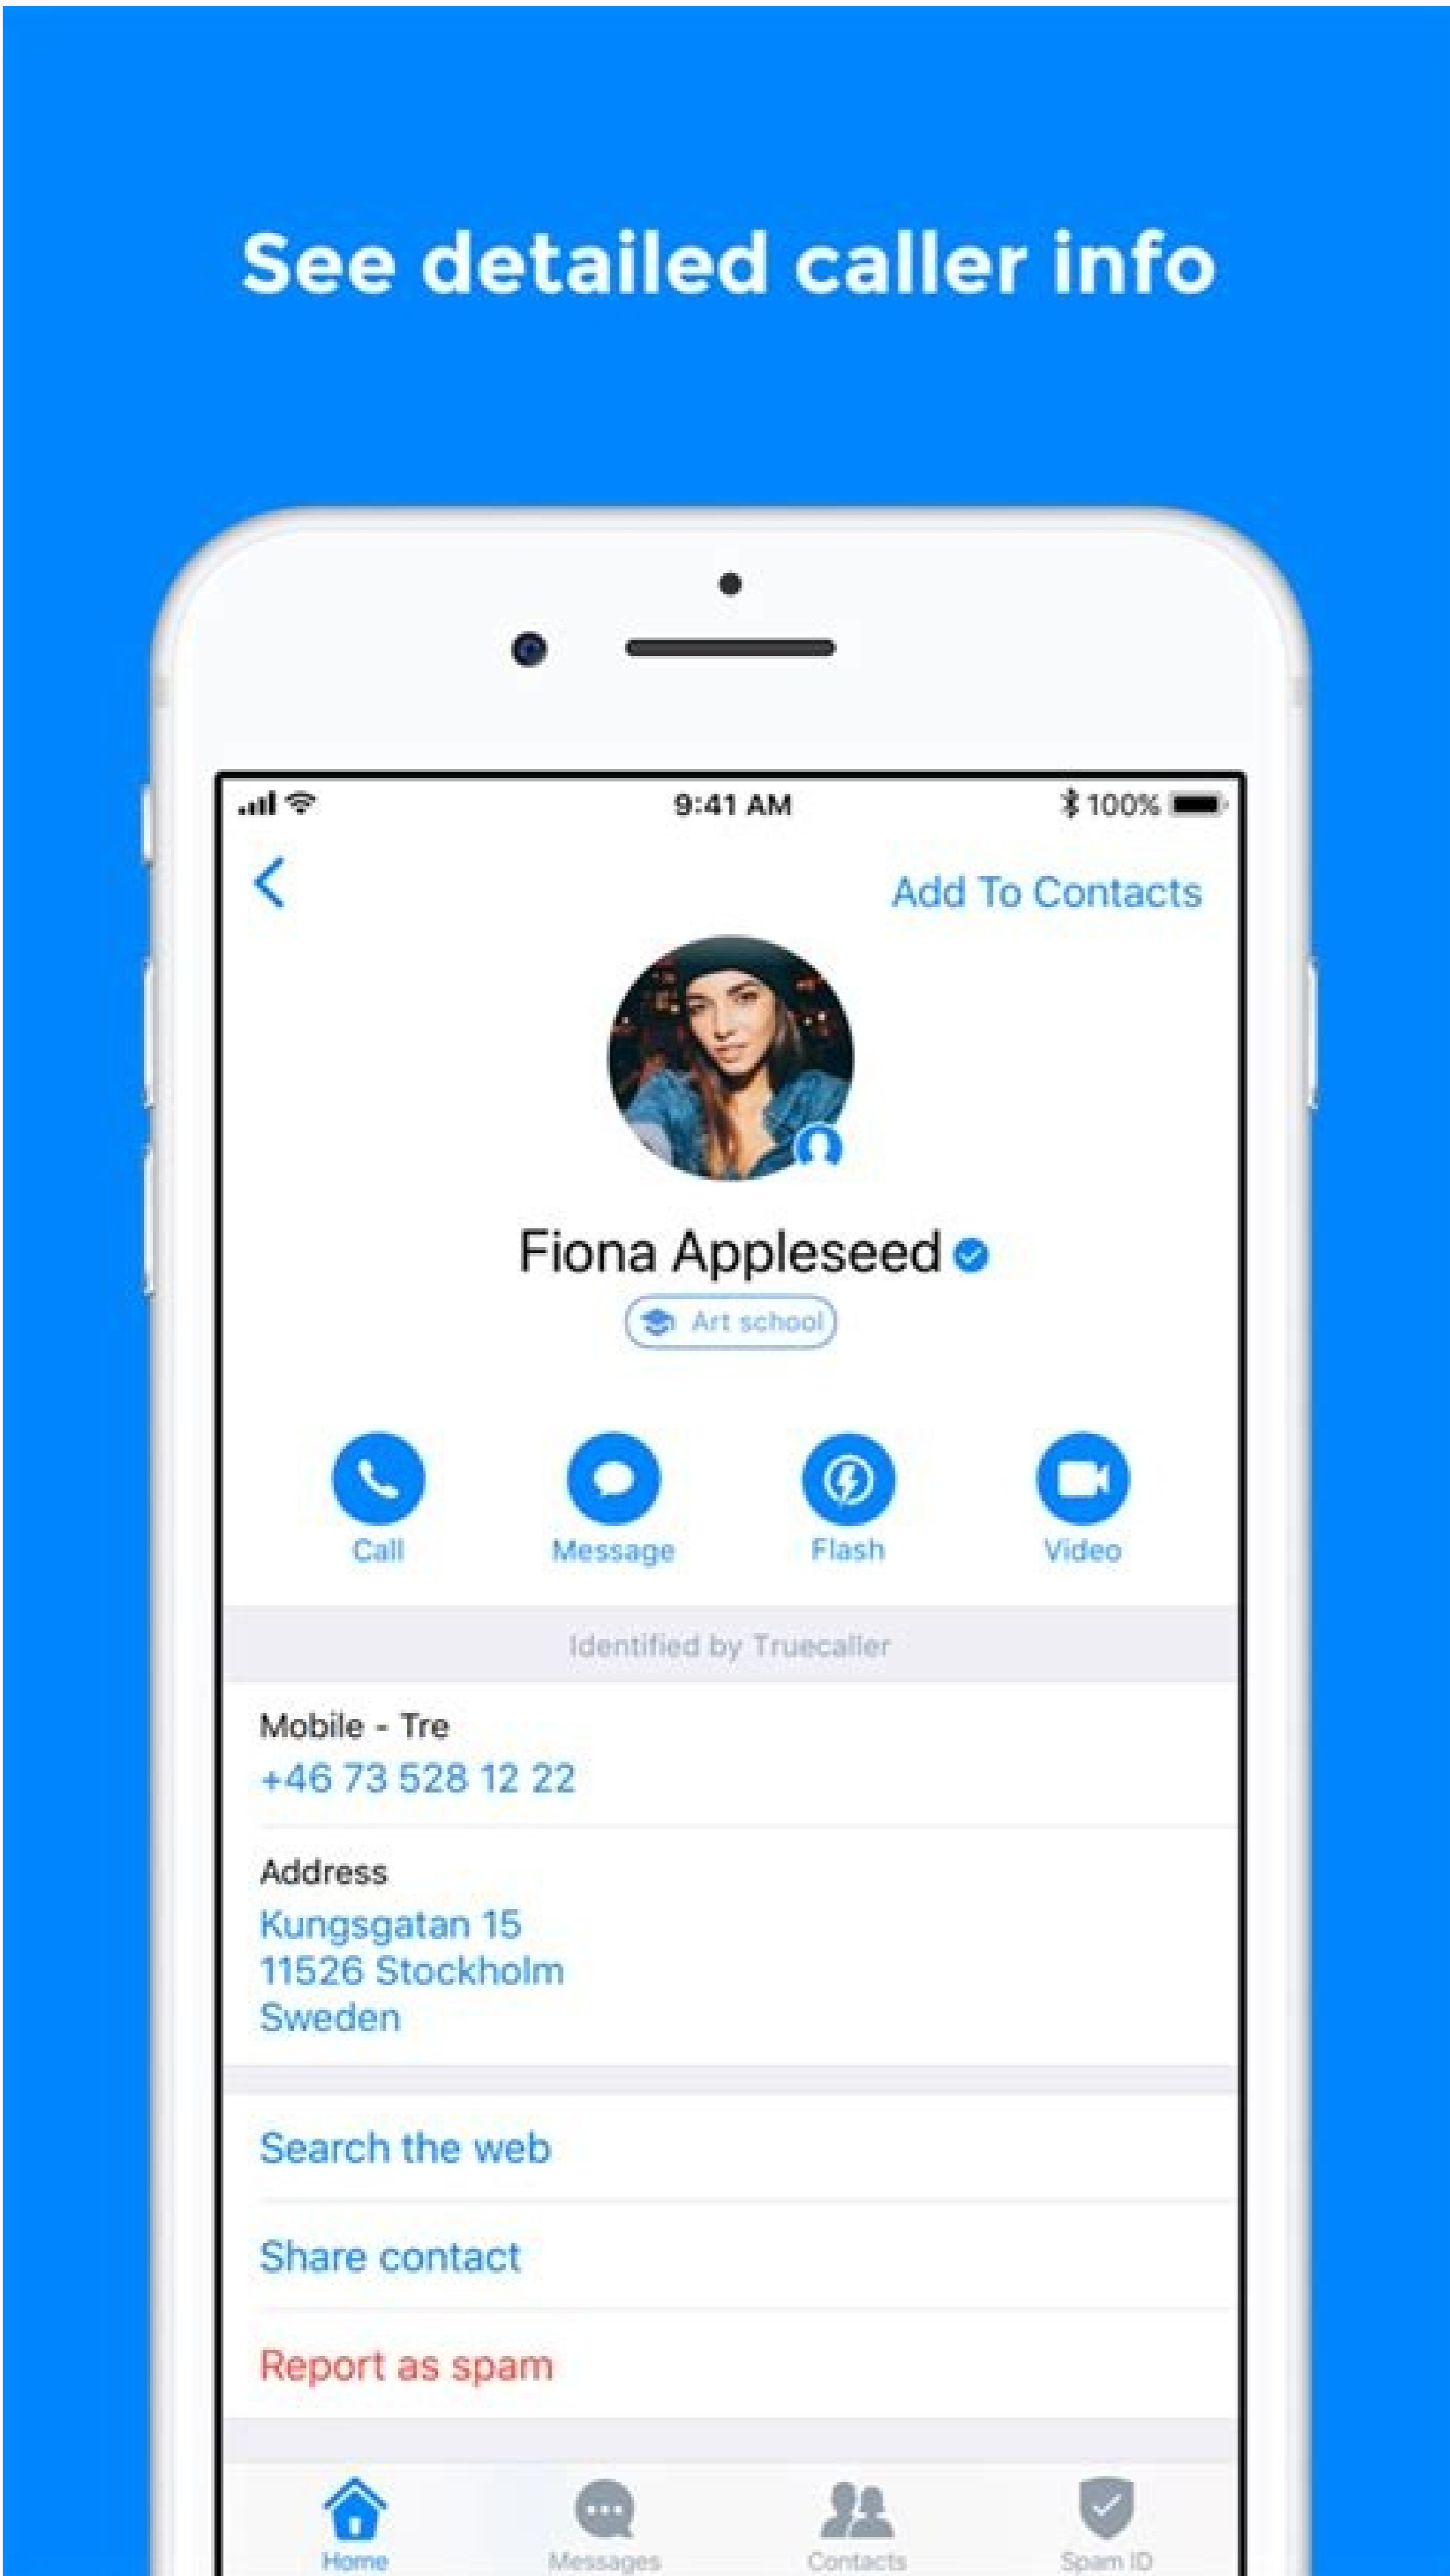 See detailed caller info
9:41 AM
100%
Add To Contacts
Fiona Appleseed
Art school
Call Message Flash Video
Identified by Truecaller
Mobile - Tre
+46 73 528 12 22
Address
Kungsgatan 15
11526 Stockholm
Sweden
Search the web
Share contact
Report as spam
Home Messages Contacts Spam ID